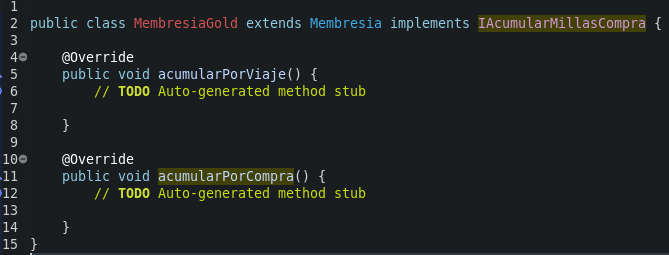 1
2 public class MembresiaGold extends Membresia implements IAcumularMillasCompra {
3
4 @Override
5 public void acumularPorViaje() {
6 // TODO Auto-generated method stub
7
8 }
9
10 @Override
11 public void acumularPorCompra() {
12 // TODO Auto-generated method stub
13
14 }
15 }